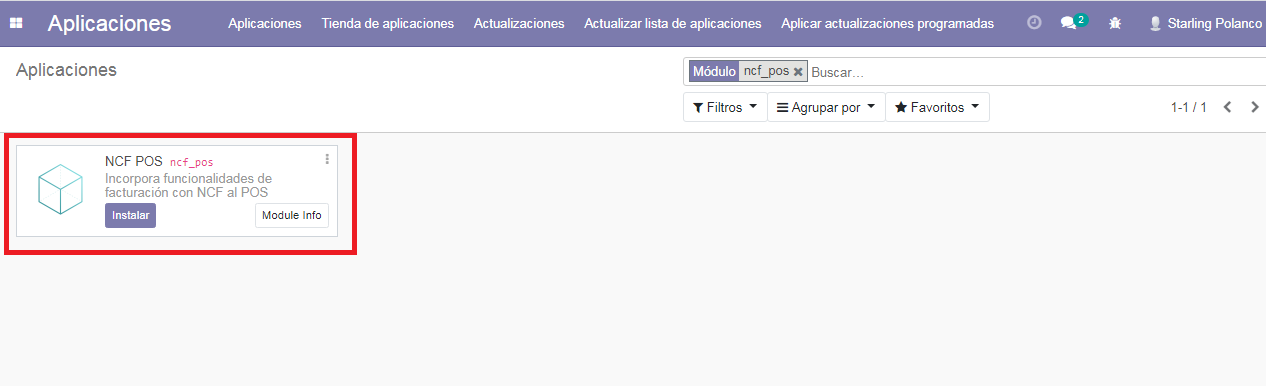 Aplicaciones Aplicaciones Tienda de aplicaciones Actualizaciones Actualizar lista de aplicaciones Aplicar actualizaciones programadas 2 Starling Polanco
Aplicaciones
Módulo ncf_pos Buscar...
Filtros Agrupar por Favoritos 1-1 / 1
NCF POS ncf_pos
Incorpora funcionalidades de
facturación con NCF al POS
Instalar Module Info